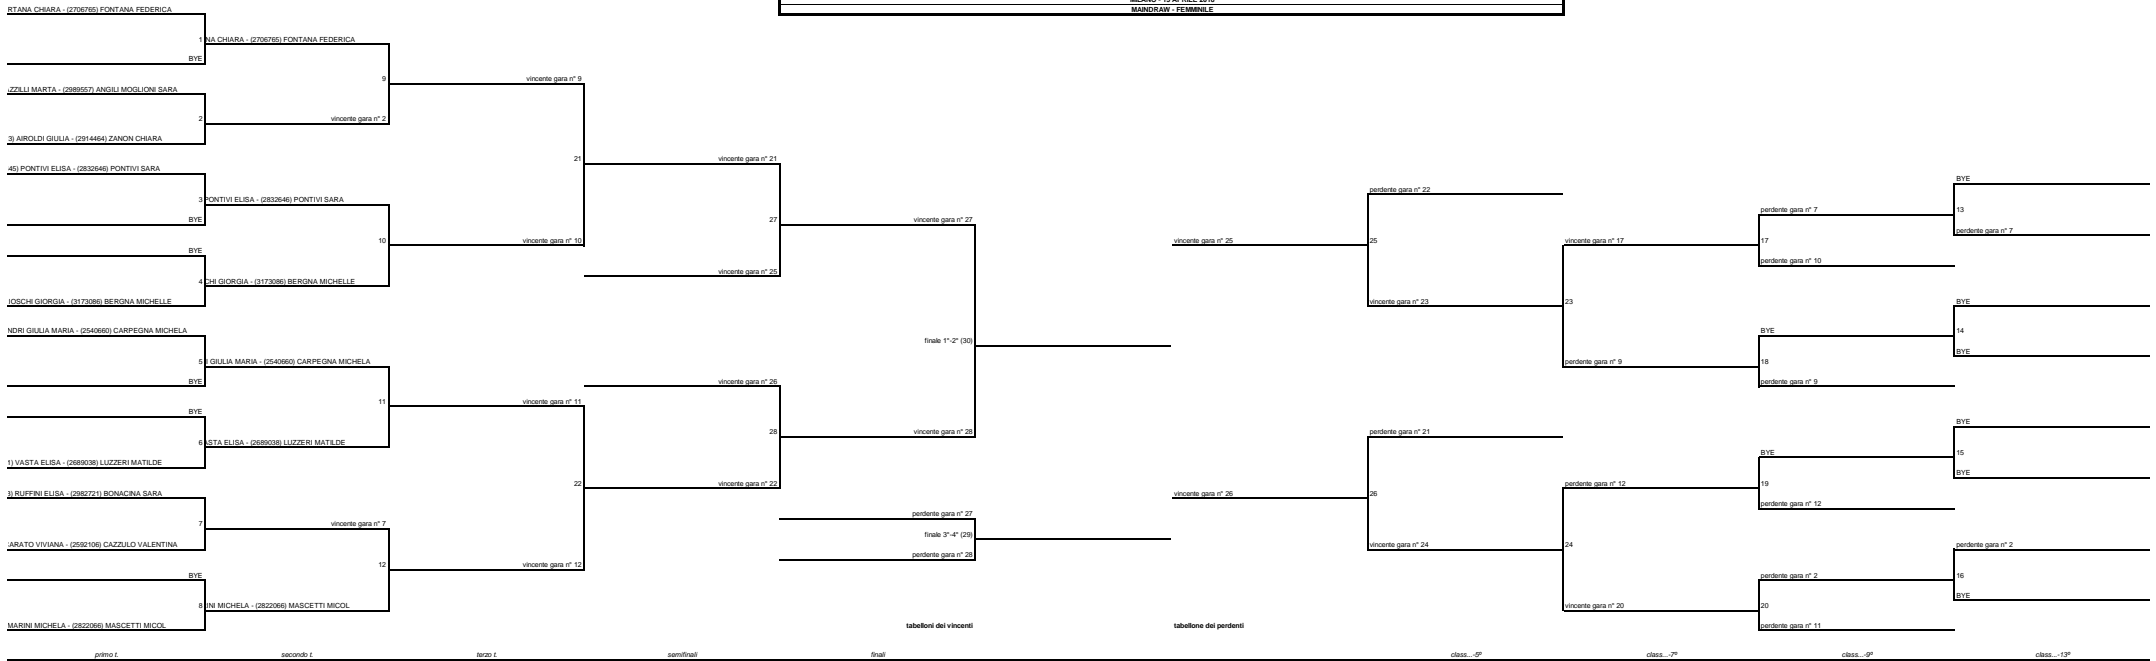 MAINDRAW - FEMMINILE
RTANA CHIARA - (2706765) FONTANA FEDERICA
1 NA CHIARA - (2706765) FONTANA FEDERICA
BYE
9
vincente gara n° 9
ZZILLI MARTA - (2989557) ANGILI MOGLIONI SARA
2
vincente gara n° 2
3) AIROLDI GIULIA - (2914464) ZANON CHIARA
21
vincente gara n° 21
45) PONTIVI ELISA - (2832646) PONTIVI SARA
3 PONTIVI ELISA - (2832646) PONTIVI SARA
BYE
10
vincente gara n° 10
BYE
4 CHI GIORGIA - (3173086) BERGNA MICHELLE
IOSCHI GIORGIA - (3173086) BERGNA MICHELLE
27
vincente gara n° 27
vincente gara n° 25
NDRI GIULIA MARIA - (2540660) CARPEGNA MICHELA
5 I GIULIA MARIA - (2540660) CARPEGNA MICHELA
BYE
finale 1°-2° (30)
vincente gara n° 26
11
vincente gara n° 11
BYE
6 ASTA ELISA - (2689038) LUZZERI MATILDE
1) VASTA ELISA - (2689038) LUZZERI MATILDE
28
vincente gara n° 28
22
vincente gara n° 22
3) RUFFINI ELISA - (2982721) BONACINA SARA
7
vincente gara n° 7
ARATO VIVIANA - (2592106) CAZZULO VALENTINA
12
vincente gara n° 12
BYE
8 INI MICHELA - (2822066) MASCETTI MICOL
MARINI MICHELA - (2822066) MASCETTI MICOL
perdente gara n° 27
finale 3°-4° (29)
perdente gara n° 28
tabelloni dei vincenti
tabellone dei perdenti
perdente gara n° 22
vincente gara n° 25
25
vincente gara n° 23
vincente gara n° 17
23
perdente gara n° 9
perdente gara n° 7
17
perdente gara n° 10
BYE
18
perdente gara n° 9
BYE
13
perdente gara n° 7
BYE
14
BYE
perdente gara n° 21
vincente gara n° 26
26
vincente gara n° 24
perdente gara n° 12
24
vincente gara n° 20
BYE
19
perdente gara n° 12
perdente gara n° 2
20
perdente gara n° 11
BYE
15
BYE
perdente gara n° 2
16
BYE
primo t.
secondo t.
terzo t.
semifinali
finali
class...-5º
class...-7º
class...-9º
class...-13º